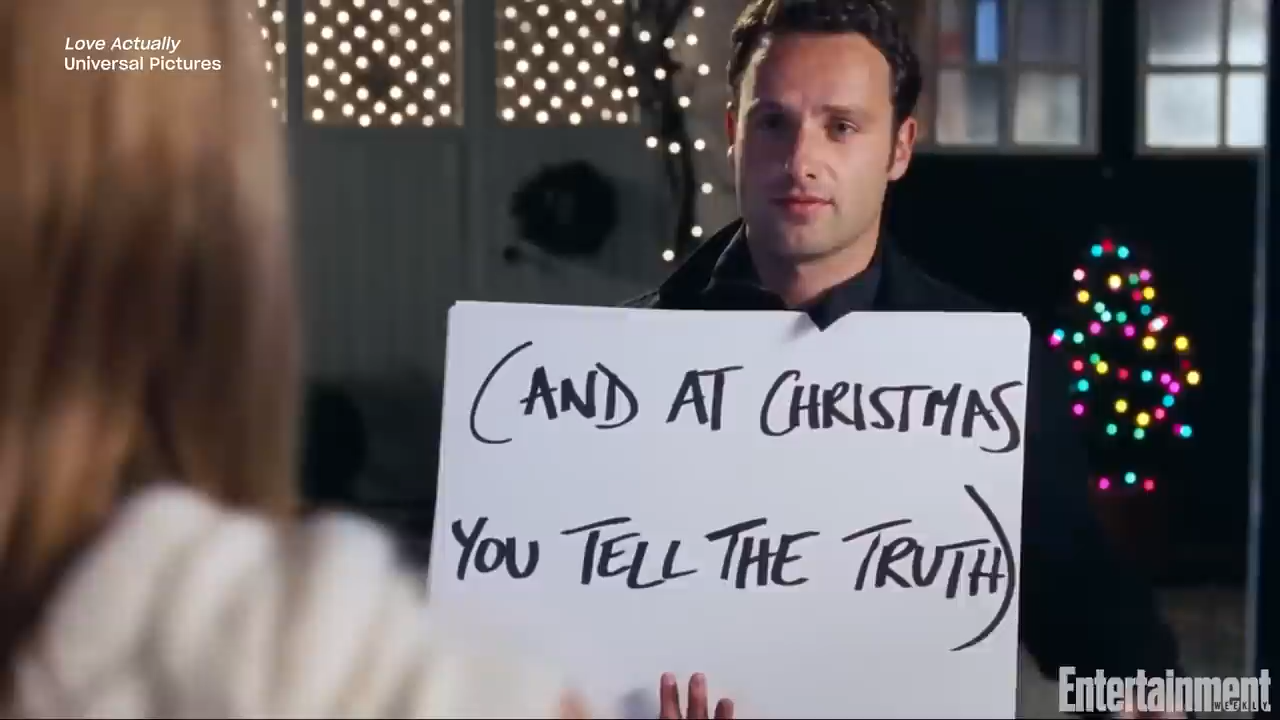 Love Actually
Universal Pictures
(AND AT CHRISTMAS
YOU TELL THE TRUTH)
Entertainment
WEEKLY